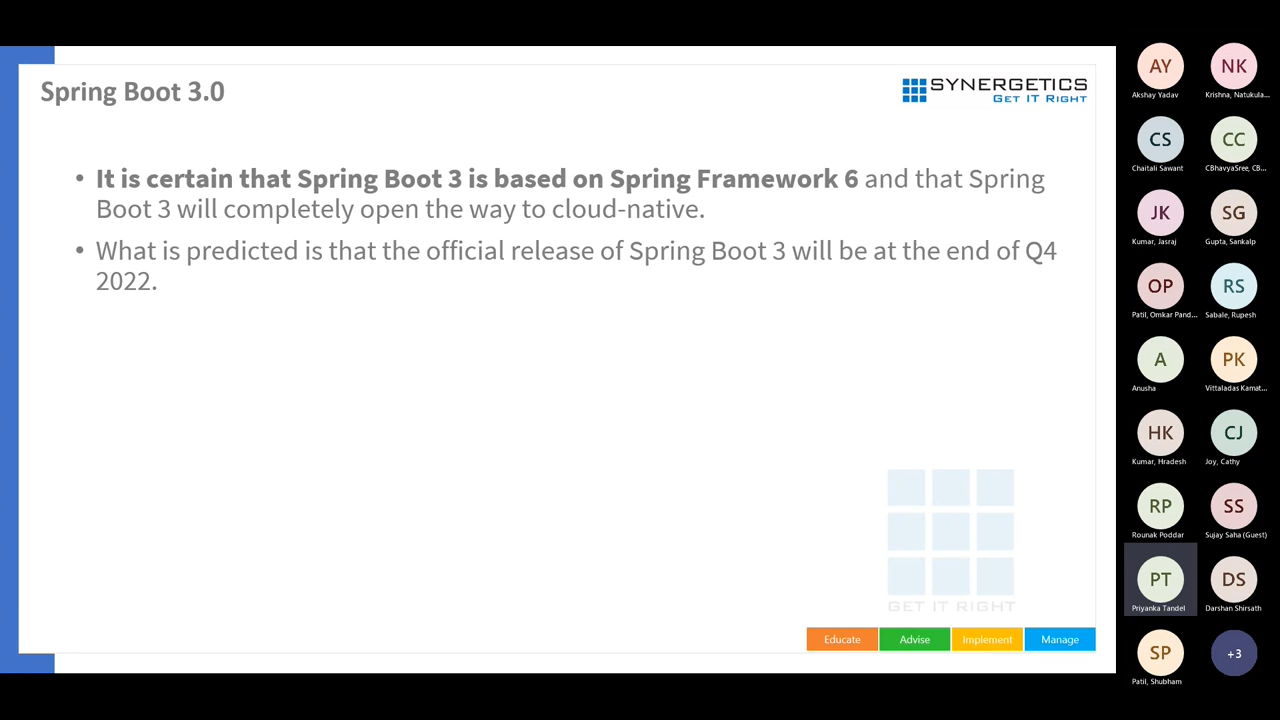 Spring Boot 3.0
SYNERGETICS
GET IT RIGHT
• It is certain that Spring Boot 3 is based on Spring Framework 6 and that Spring
Boot 3 will completely open the way to cloud-native.
• What is predicted is that the official release of Spring Boot 3 will be at the end of Q4
2022.
GET IT RIGHT
Educate
Advise
Implement
Manage
AY
Akshay Yadav
NK
Krishna, Natukula...
CS
Chaitali Sawant
CC
CBhavyaSree, CB...
JK
Kumar, Jasraj
SG
Gupta, Sankalp
OP
Patil, Omkar Pand...
RS
Sabale, Rupesh
A
Anusha
PK
Vittaladas Kamat...
HK
Kumar, Hradesh
CJ
Joy, Cathy
RP
Rounak Poddar
SS
Sujay Saha (Guest)
PT
Priyanka Tandel
DS
Darshan Shirsath
SP
Patil, Shubham
+3